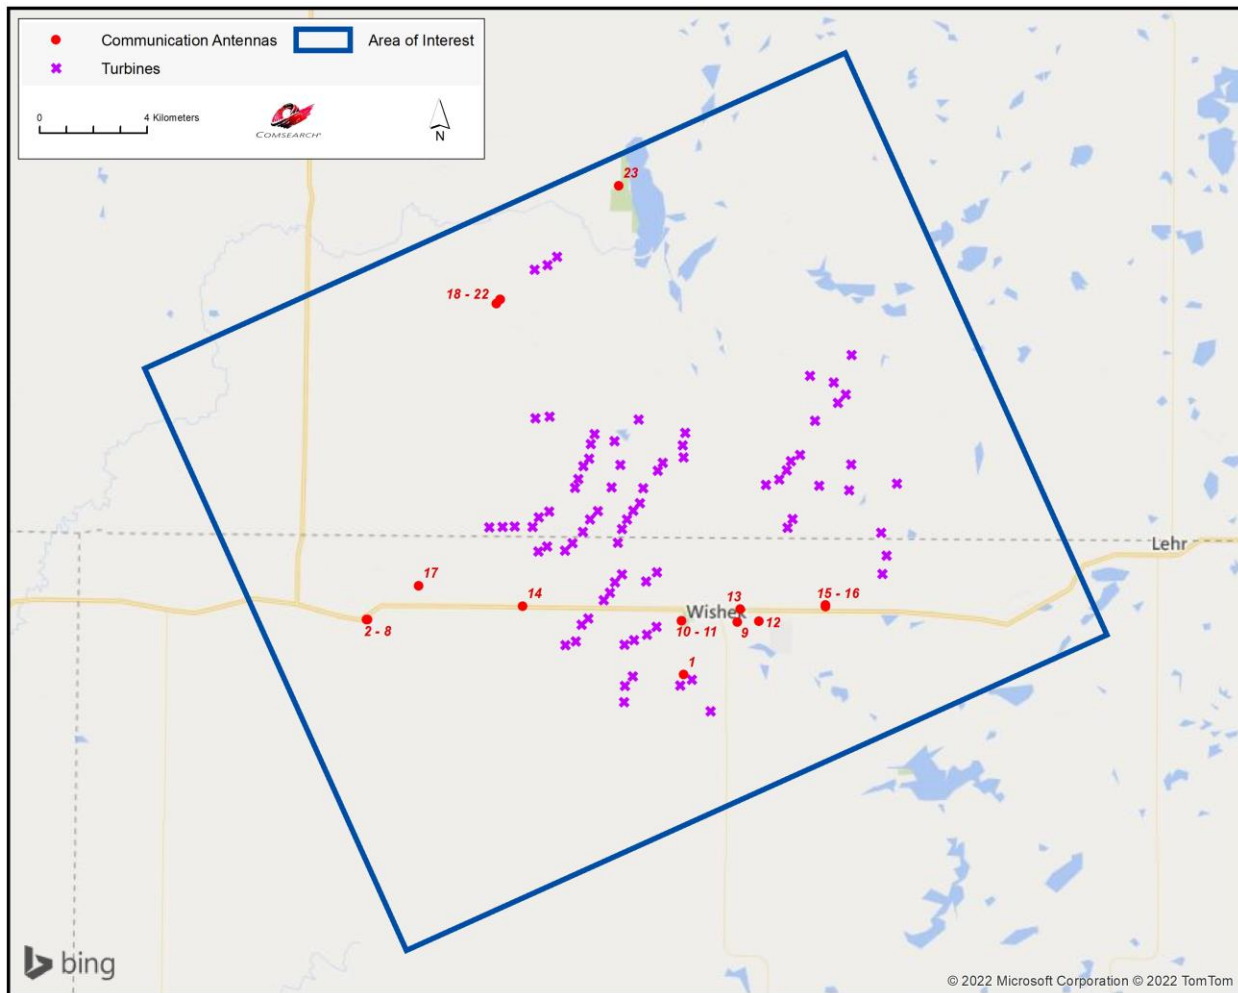 Communication Antennas
Area of Interest
Turbines
0
4 Kilometers
COMSEARCH
N
23
18 - 22
Lehr
17
14
13
Wishek
15 - 16
2 - 8
10 - 11
9
12
1
bing
© 2022 Microsoft Corporation © 2022 TomTom